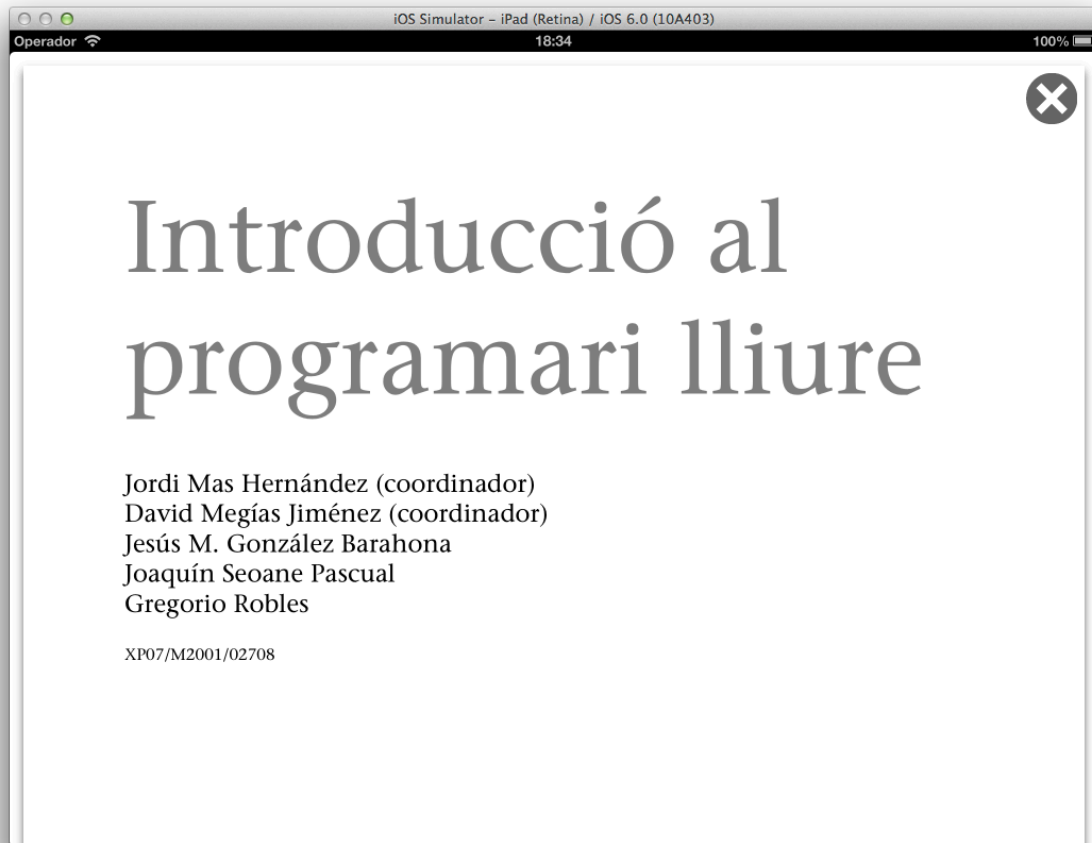 iOS Simulator – iPad (Retina) / iOS 6.0 (10A403)
Operador 18:34 100%
Introducció al
programari lliure
Jordi Mas Hernández (coordinador)
David Megías Jiménez (coordinador)
Jesús M. González Barahona
Joaquín Seoane Pascual
Gregorio Robles
XP07/M2001/02708